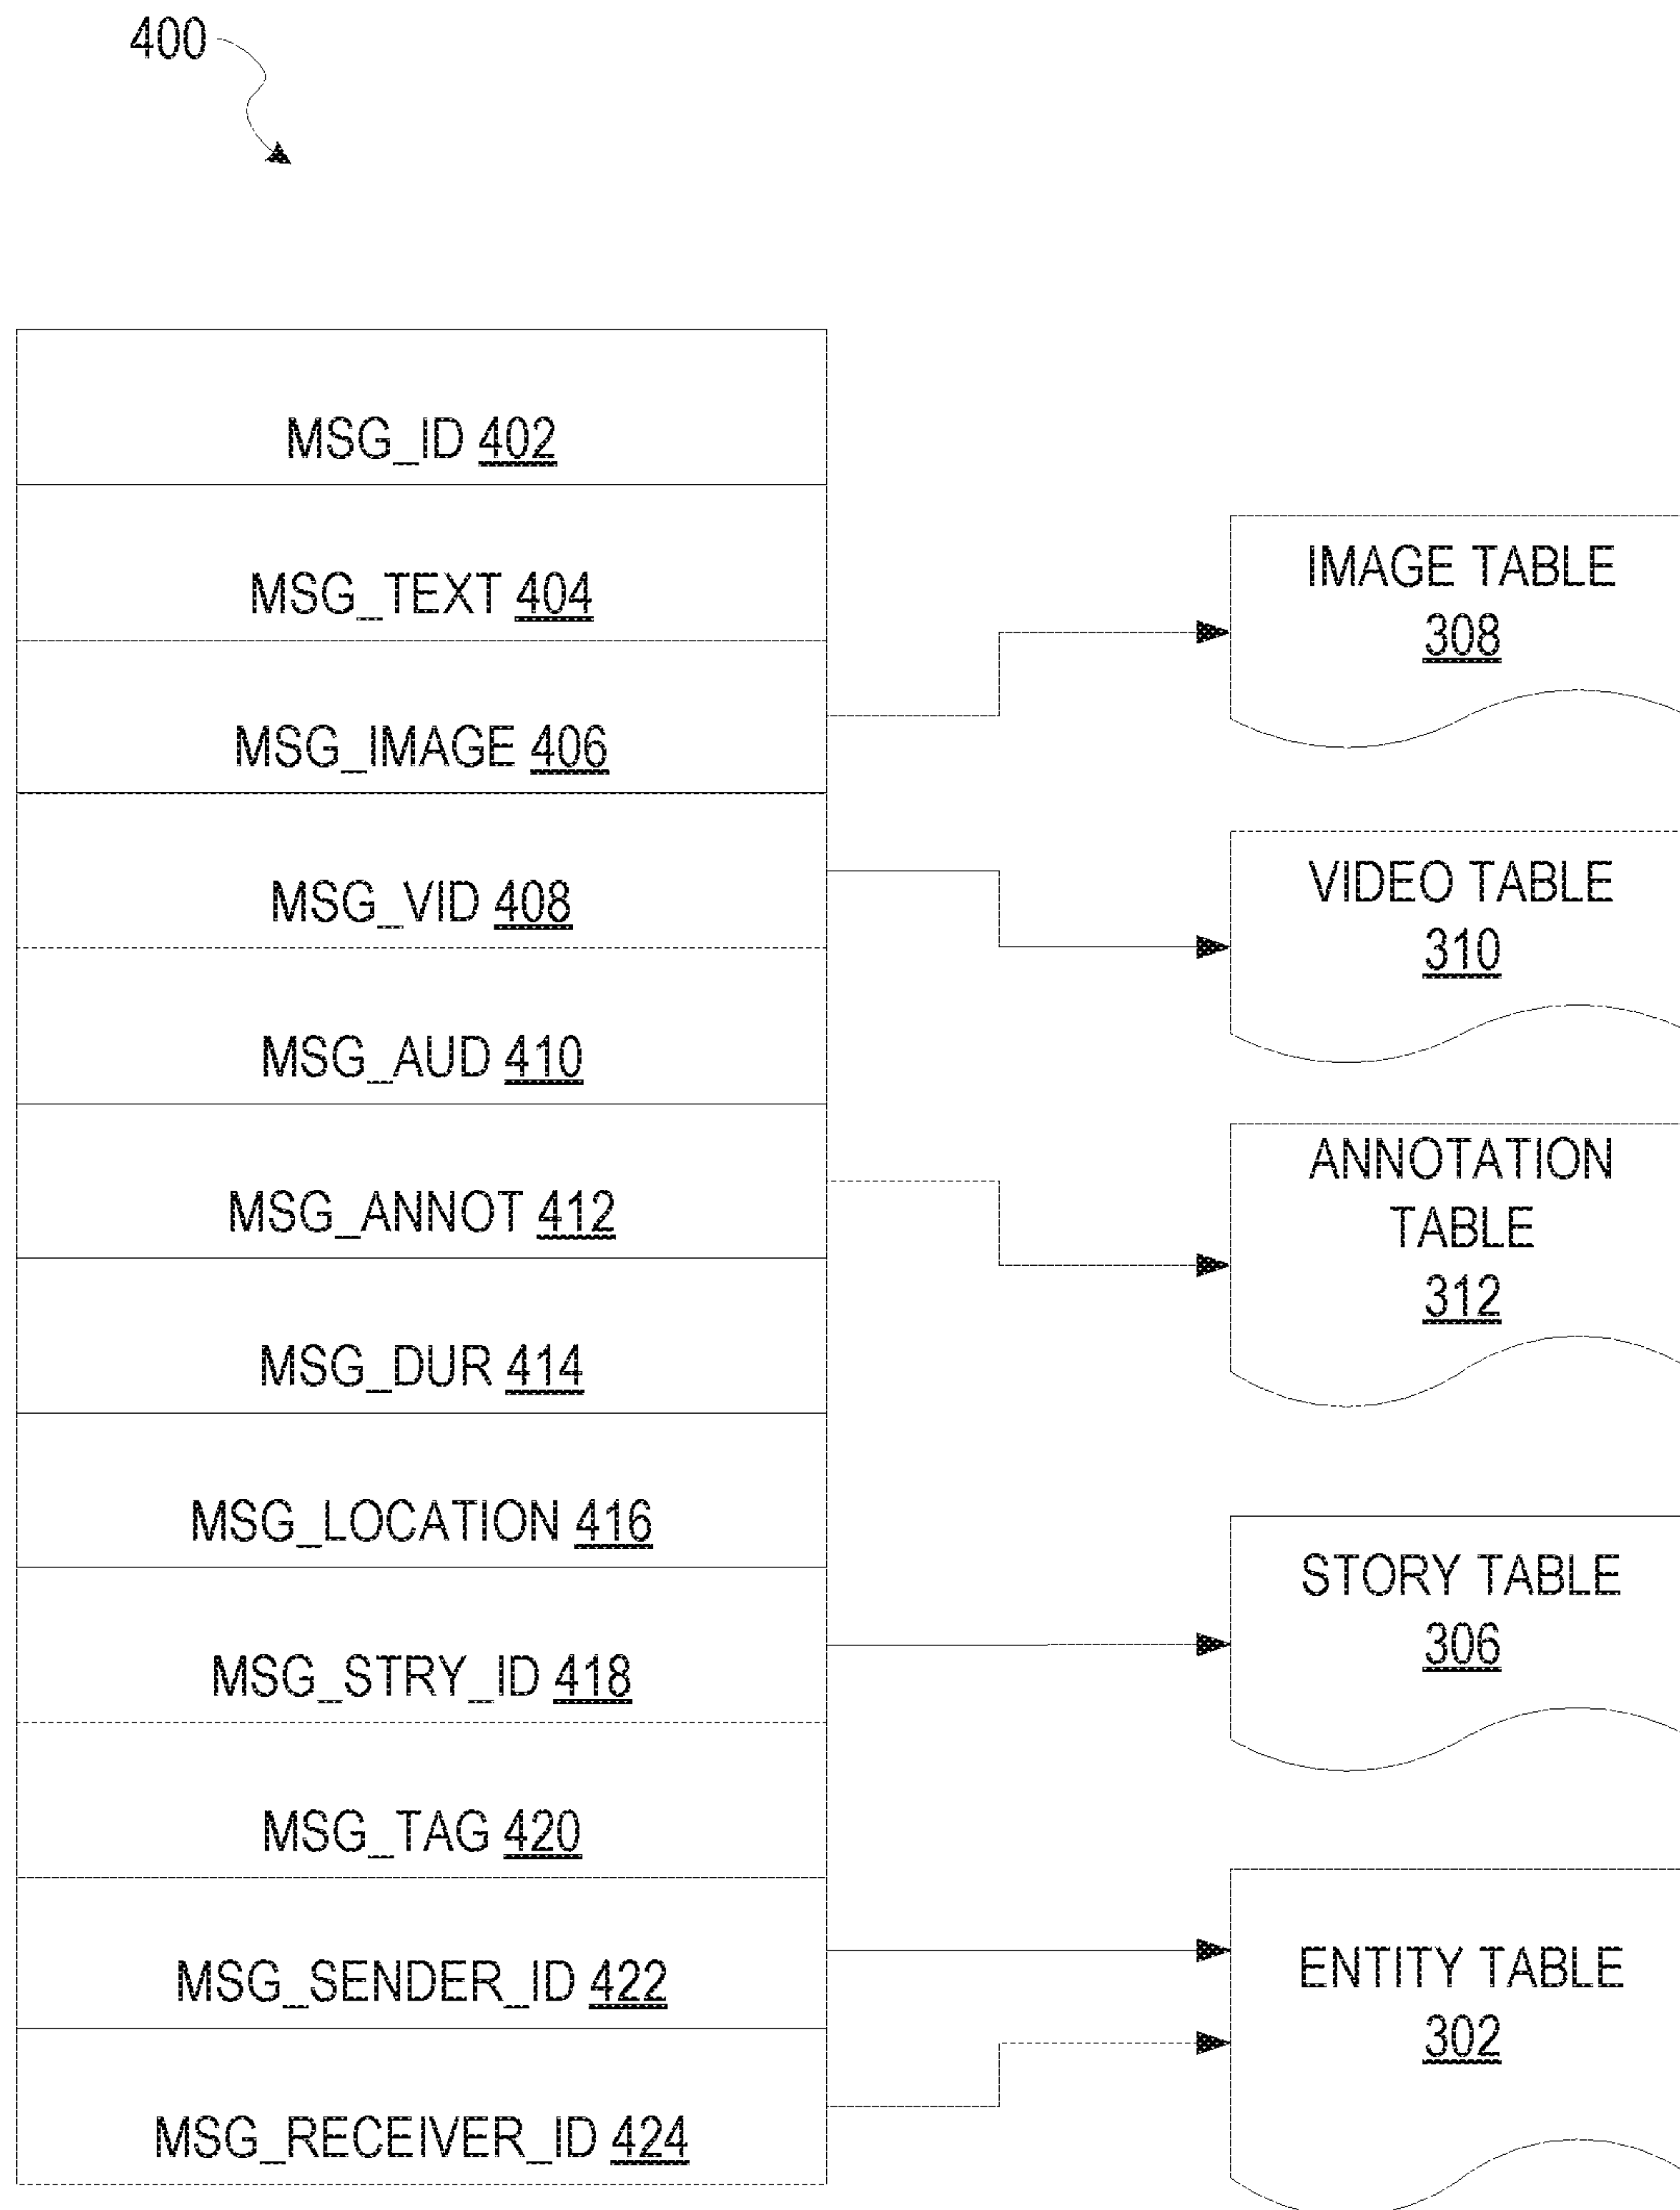 400
MSG_ID 402
MSG_TEXT 404
MSG_IMAGE 406
MSG_VID 408
MSG_AUD 410
MSG_ANNOT 412
MSG_DUR 414
MSG_LOCATION 416
MSG_STRY_ID 418
MSG_TAG 420
MSG_SENDER_ID 422
MSG_RECEIVER_ID 424
IMAGE TABLE
308
VIDEO TABLE
310
ANNOTATION
TABLE
312
STORY TABLE
306
ENTITY TABLE
302